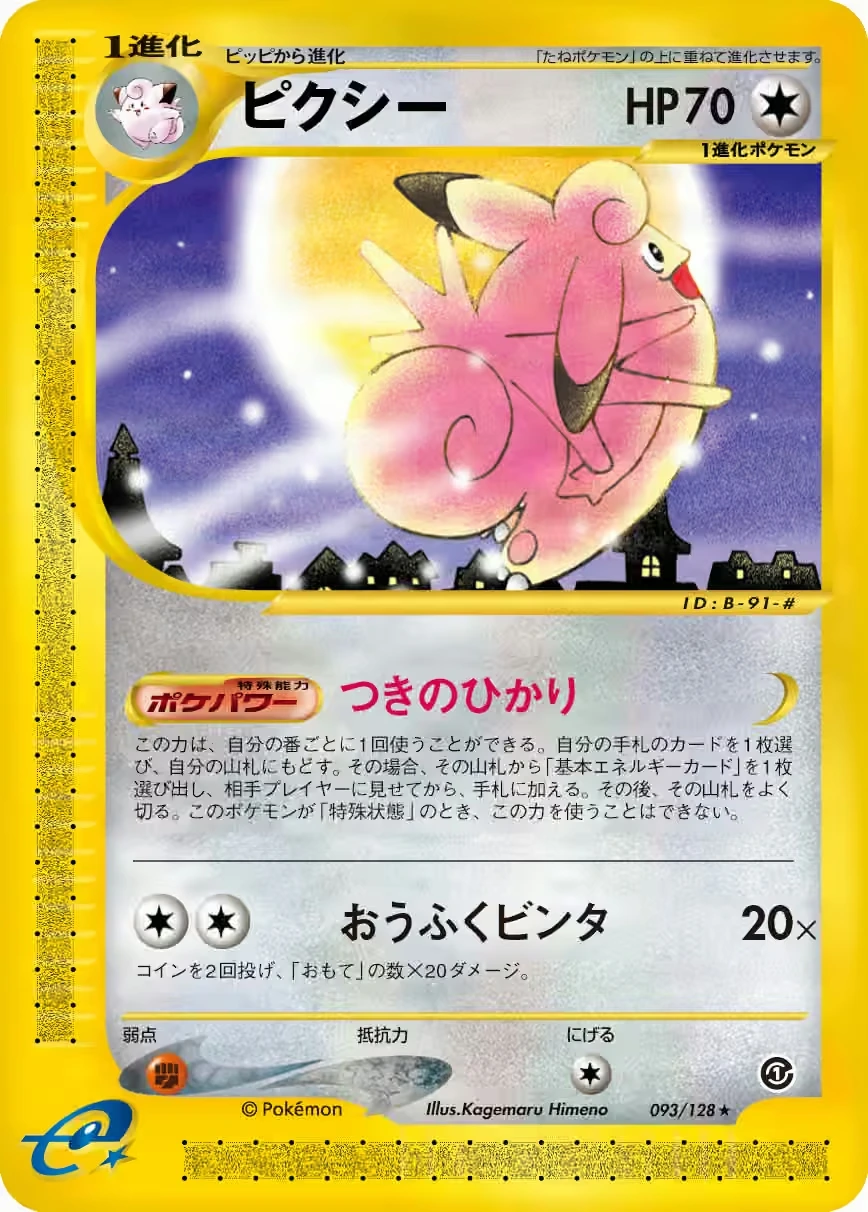 1進化
ピッピから進化
「たねポケモン」の上に重ねて進化させます。
ピクシー
HP70
1進化ポケモン
ID:B-91-#
特殊能力
ポケパワー
つきのひかり
この力は、自分の番ごとに1回使うことができる。自分の手札のカードを1枚選
び、自分の山札にもどす。その場合、その山札から「基本エネルギーカード」を1枚
選び出し、相手プレイヤーに見せてから、手札に加える。その後、その山札をよく
切る。このポケモンが「特殊状態」のとき、この力を使うことはできない。
おうふくビンタ
20×
コインを2回投げ、「おもて」の数×20ダメージ。
弱点
抵抗力
にげる
1
© Pokémon
Illus.Kagemaru Himeno
093/128★
e